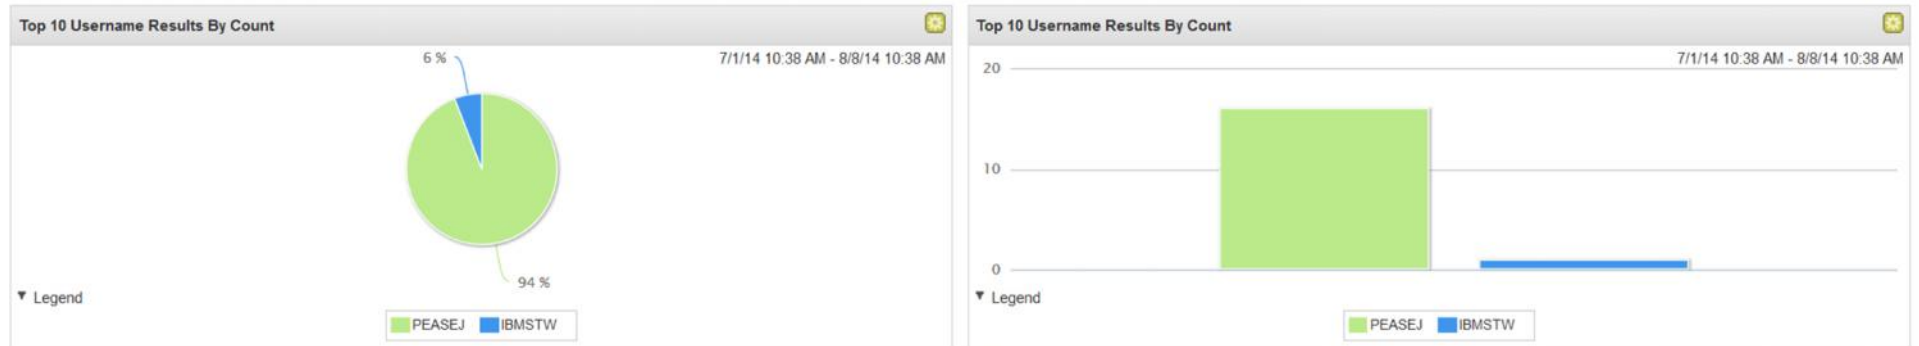 Top 10 Username Results By Count
7/1/14 10:38 AM - 8/8/14 10:38 AM
6 %
94 %
▼ Legend
PEASEJ IBMSTW
Top 10 Username Results By Count
7/1/14 10:38 AM - 8/8/14 10:38 AM
20
10
0
▼ Legend
PEASEJ IBMSTW